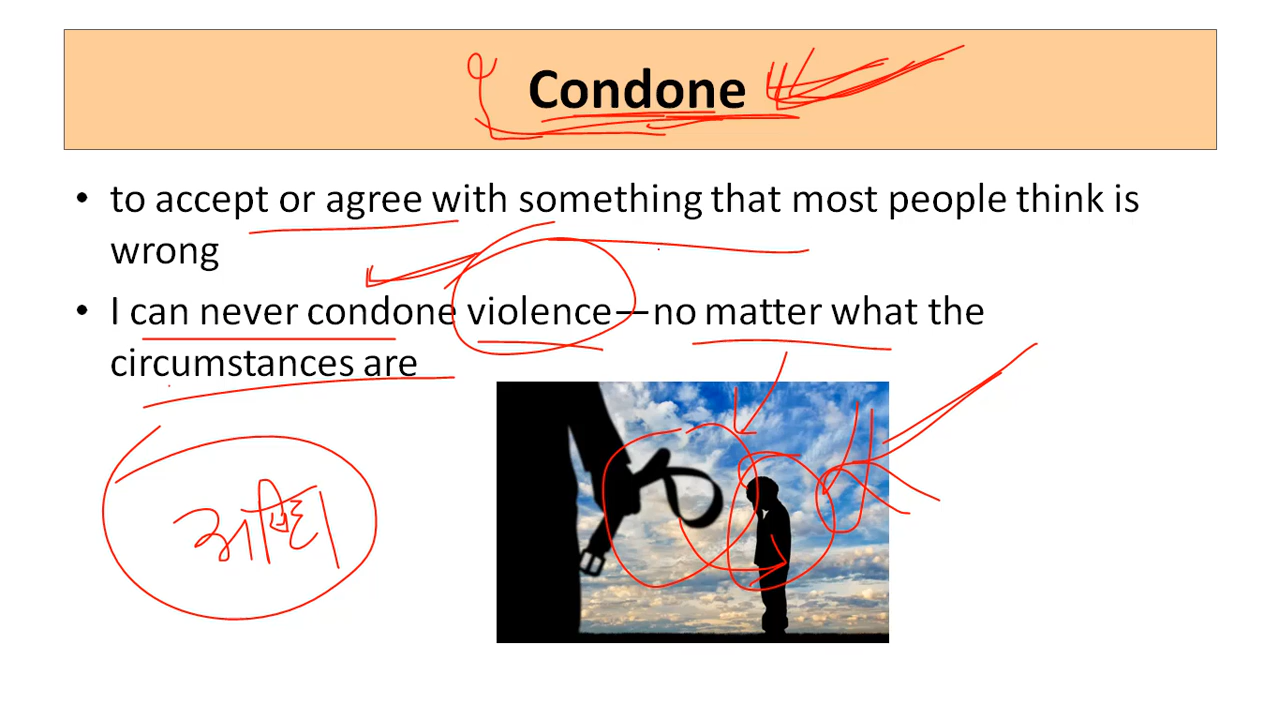 Condone
• to accept or agree with something that most people think is
wrong
• I can never condone violence—no matter what the
circumstances are